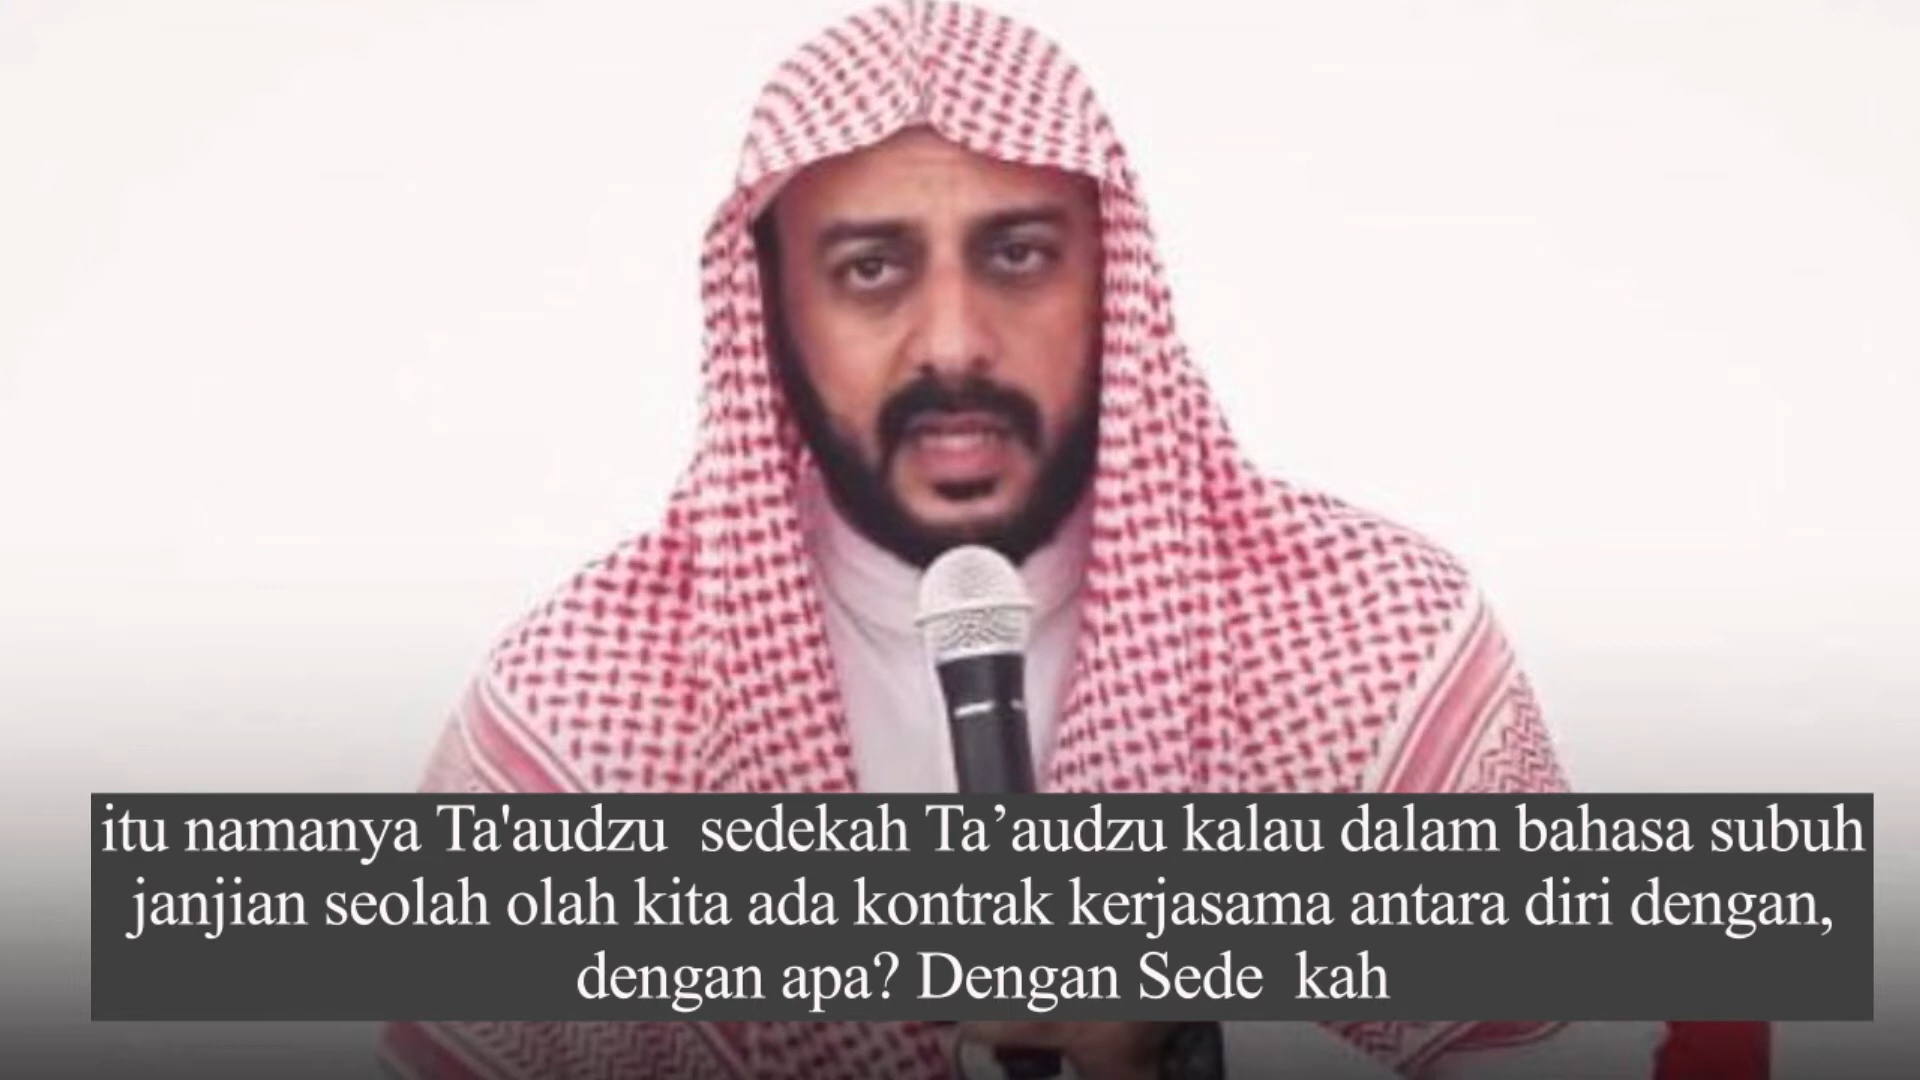 itu namanya Ta'audzu  sedekah Ta’audzu kalau dalam bahasa subuh
janjian seolah olah kita ada kontrak kerjasama antara diri dengan,
dengan apa? Dengan Sede  kah